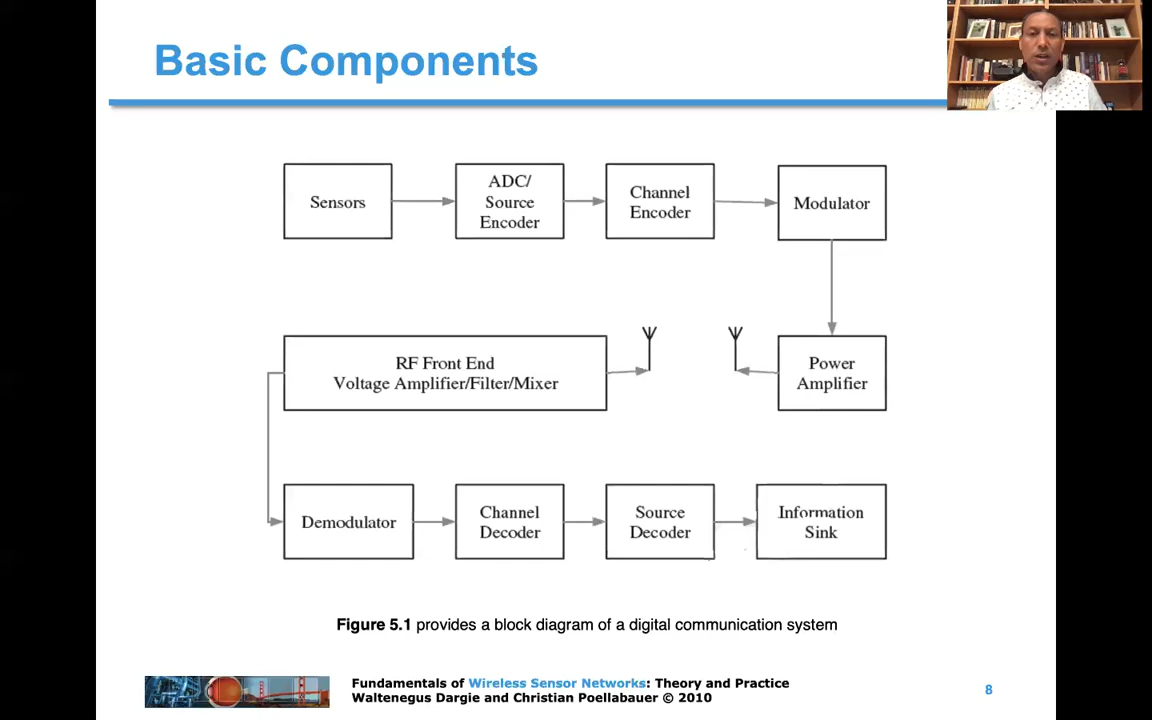 Basic Components
Sensors
ADC/
Source
Encoder
Channel
Encoder
Modulator
RF Front End
Voltage Amplifier/Filter/Mixer
Power
Amplifier
Demodulator
Channel
Decoder
Source
Decoder
Information
Sink
Figure 5.1 provides a block diagram of a digital communication system
Fundamentals of Wireless Sensor Networks: Theory and Practice
Waltenegus Dargie and Christian Poellabauer © 2010
8